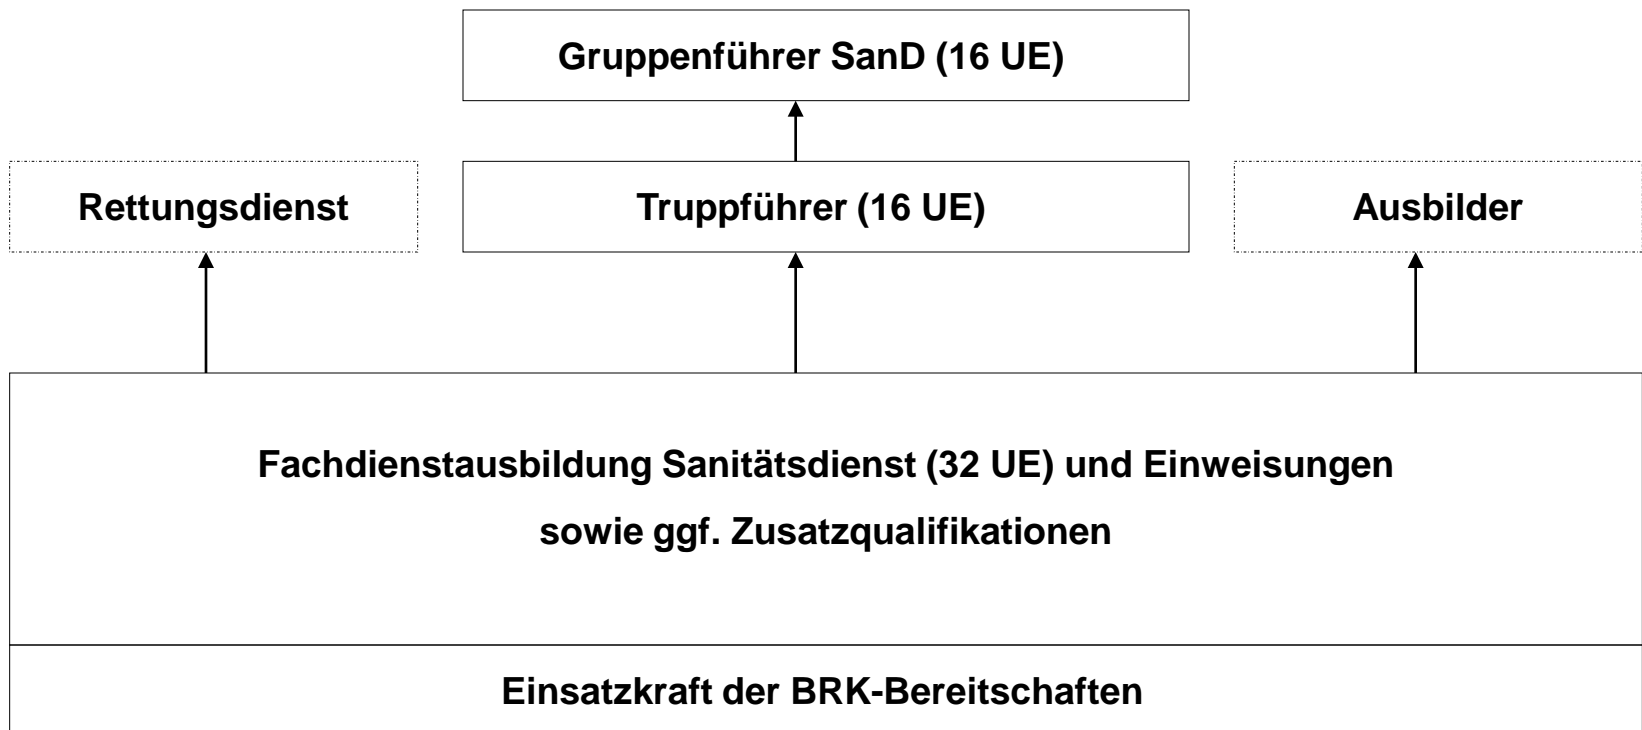 Gruppenführer SanD (16 UE)
Rettungsdienst
Truppführer (16 UE)
Ausbilder
Fachdienstausbildung Sanitätsdienst (32 UE) und Einweisungen
sowie ggf. Zusatzqualifikationen
Einsatzkraft der BRK-Bereitschaften